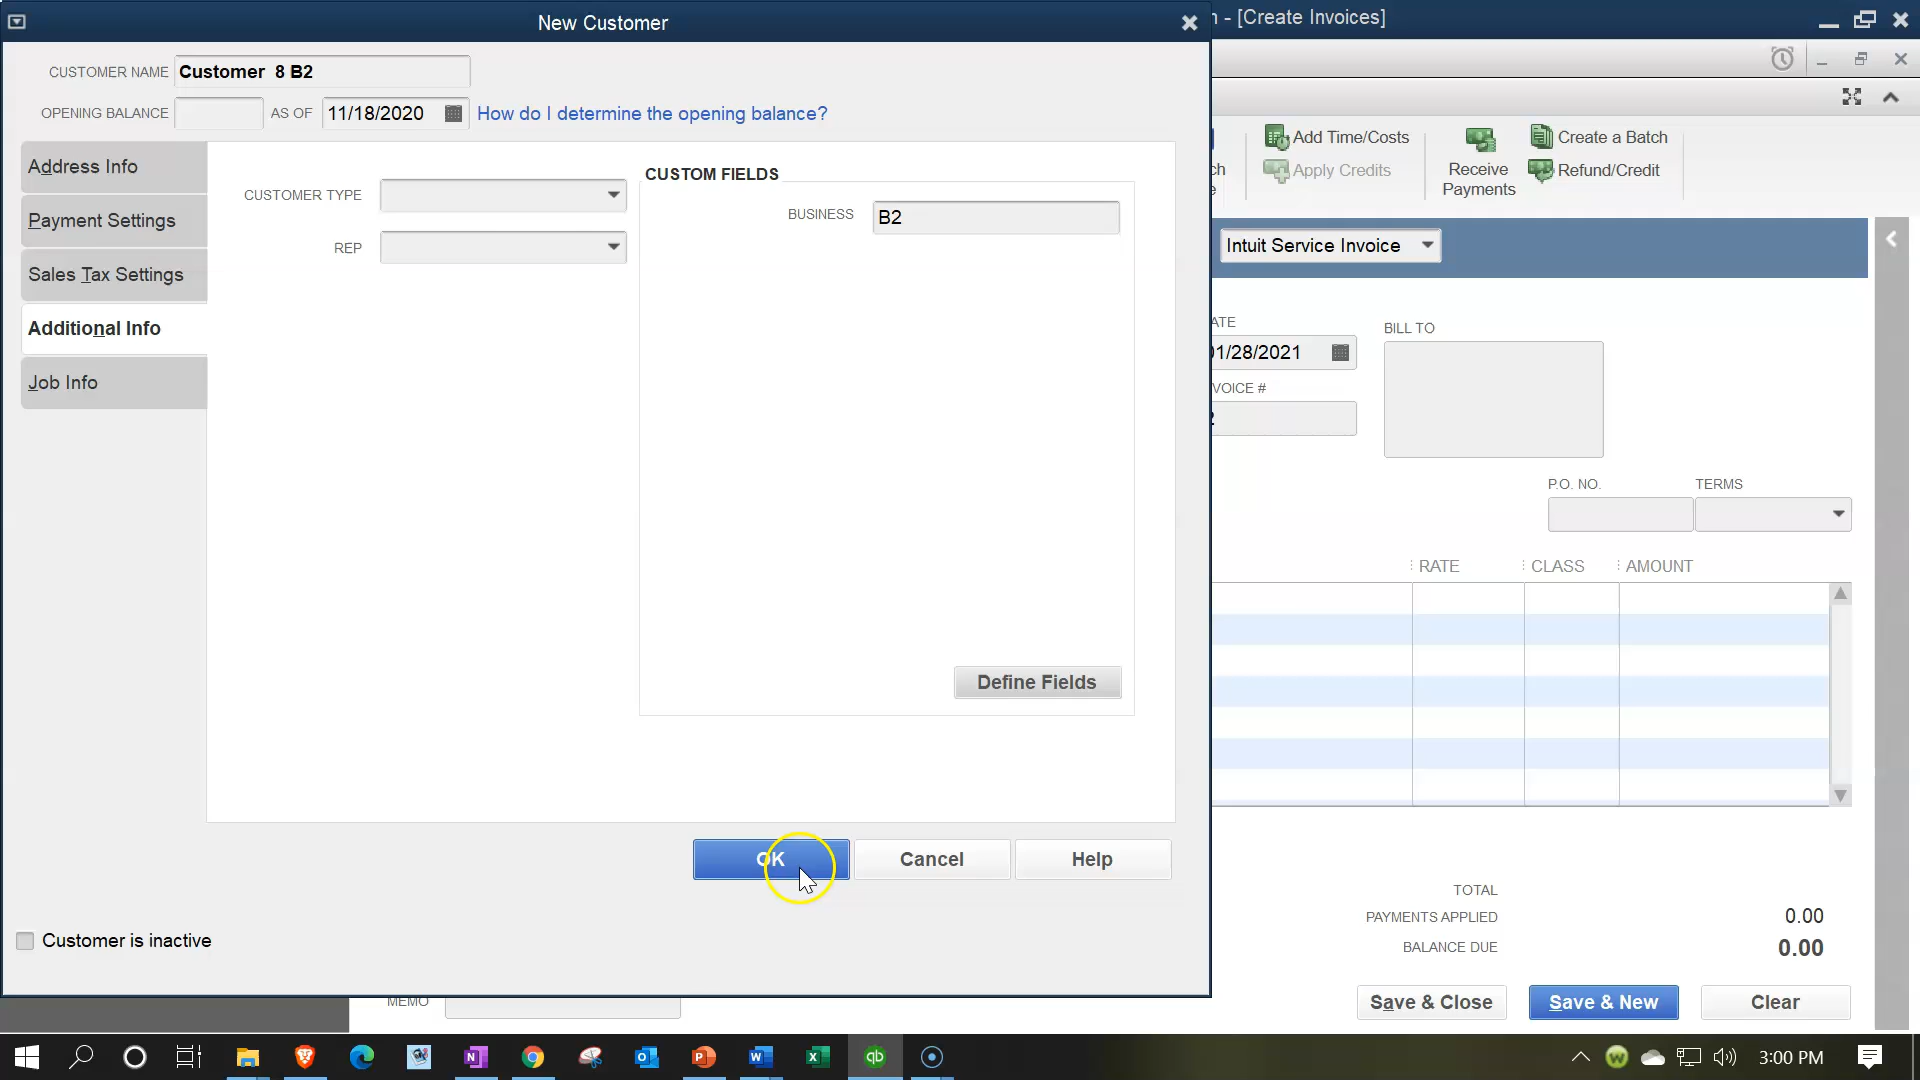 New Customer
n - [Create Invoices]
CUSTOMER NAME Customer  8 B2
OPENING BALANCE AS OF 11/18/2020 How do I determine the opening balance?
Address Info
Payment Settings
Sales Tax Settings
Additional Info
Job Info
CUSTOMER TYPE
REP
CUSTOM FIELDS
BUSINESS B2
Define Fields
OK Cancel Help
Customer is inactive
ch
e
Add Time/Costs
Apply Credits
Receive
Payments
Create a Batch
Refund/Credit
Intuit Service Invoice
ATE
01/28/2021
VOICE #
2
BILL TO
P.O. NO. TERMS
RATE CLASS AMOUNT
TOTAL
PAYMENTS APPLIED 0.00
BALANCE DUE 0.00
MEMO
Save & Close Save & New Clear
3:00 PM